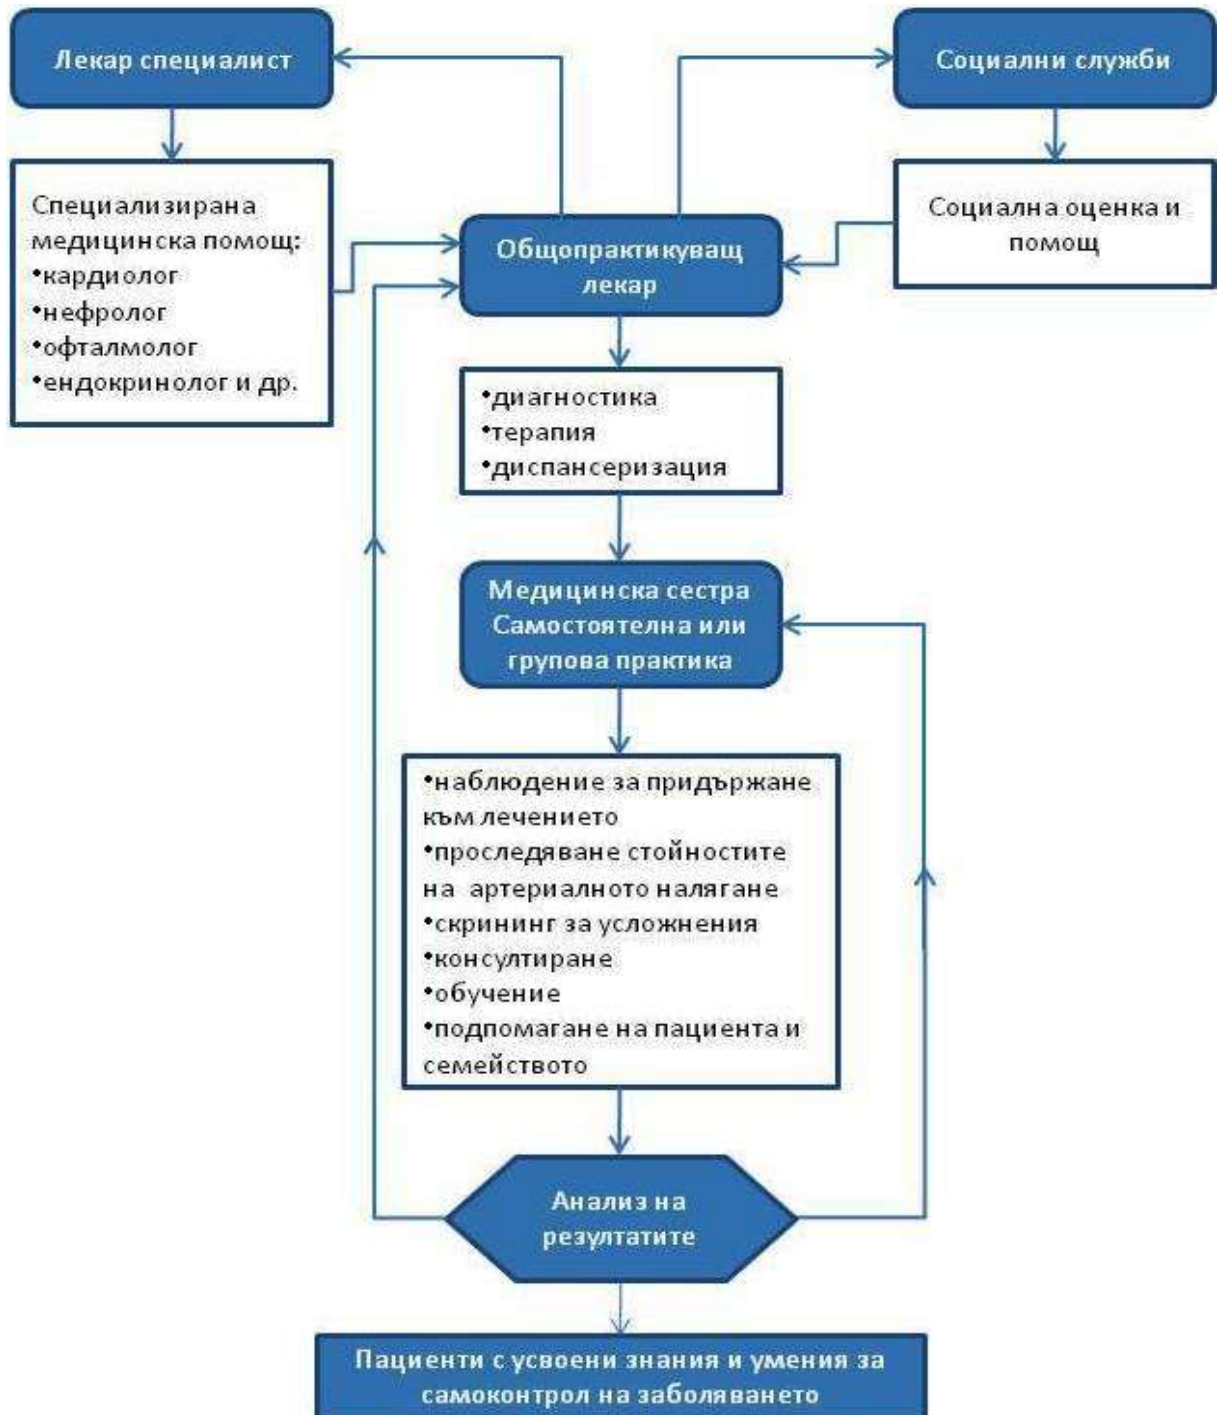 Лекар специалист
Социални служби
Специализирана
медицинска помощ:
•кардиолог
•нефролог
•офталмолог
•ендокринолог и др.
Социална оценка и
помощ
Общопрактикуващ
лекар
•диагностика
•терапия
•диспансеризация
Медицинска сестра
Самостоятелна или
групова практика
•наблюдение за придържане
към лечението
•проследяване стойностите
на артериалното налягане
•скрининг за усложнения
•консултиране
•обучение
•подпомагане на пациента и
семейството
Анализ на
резултатите
Пациенти с усвоени знания и умения за
самоконтрол на заболяването